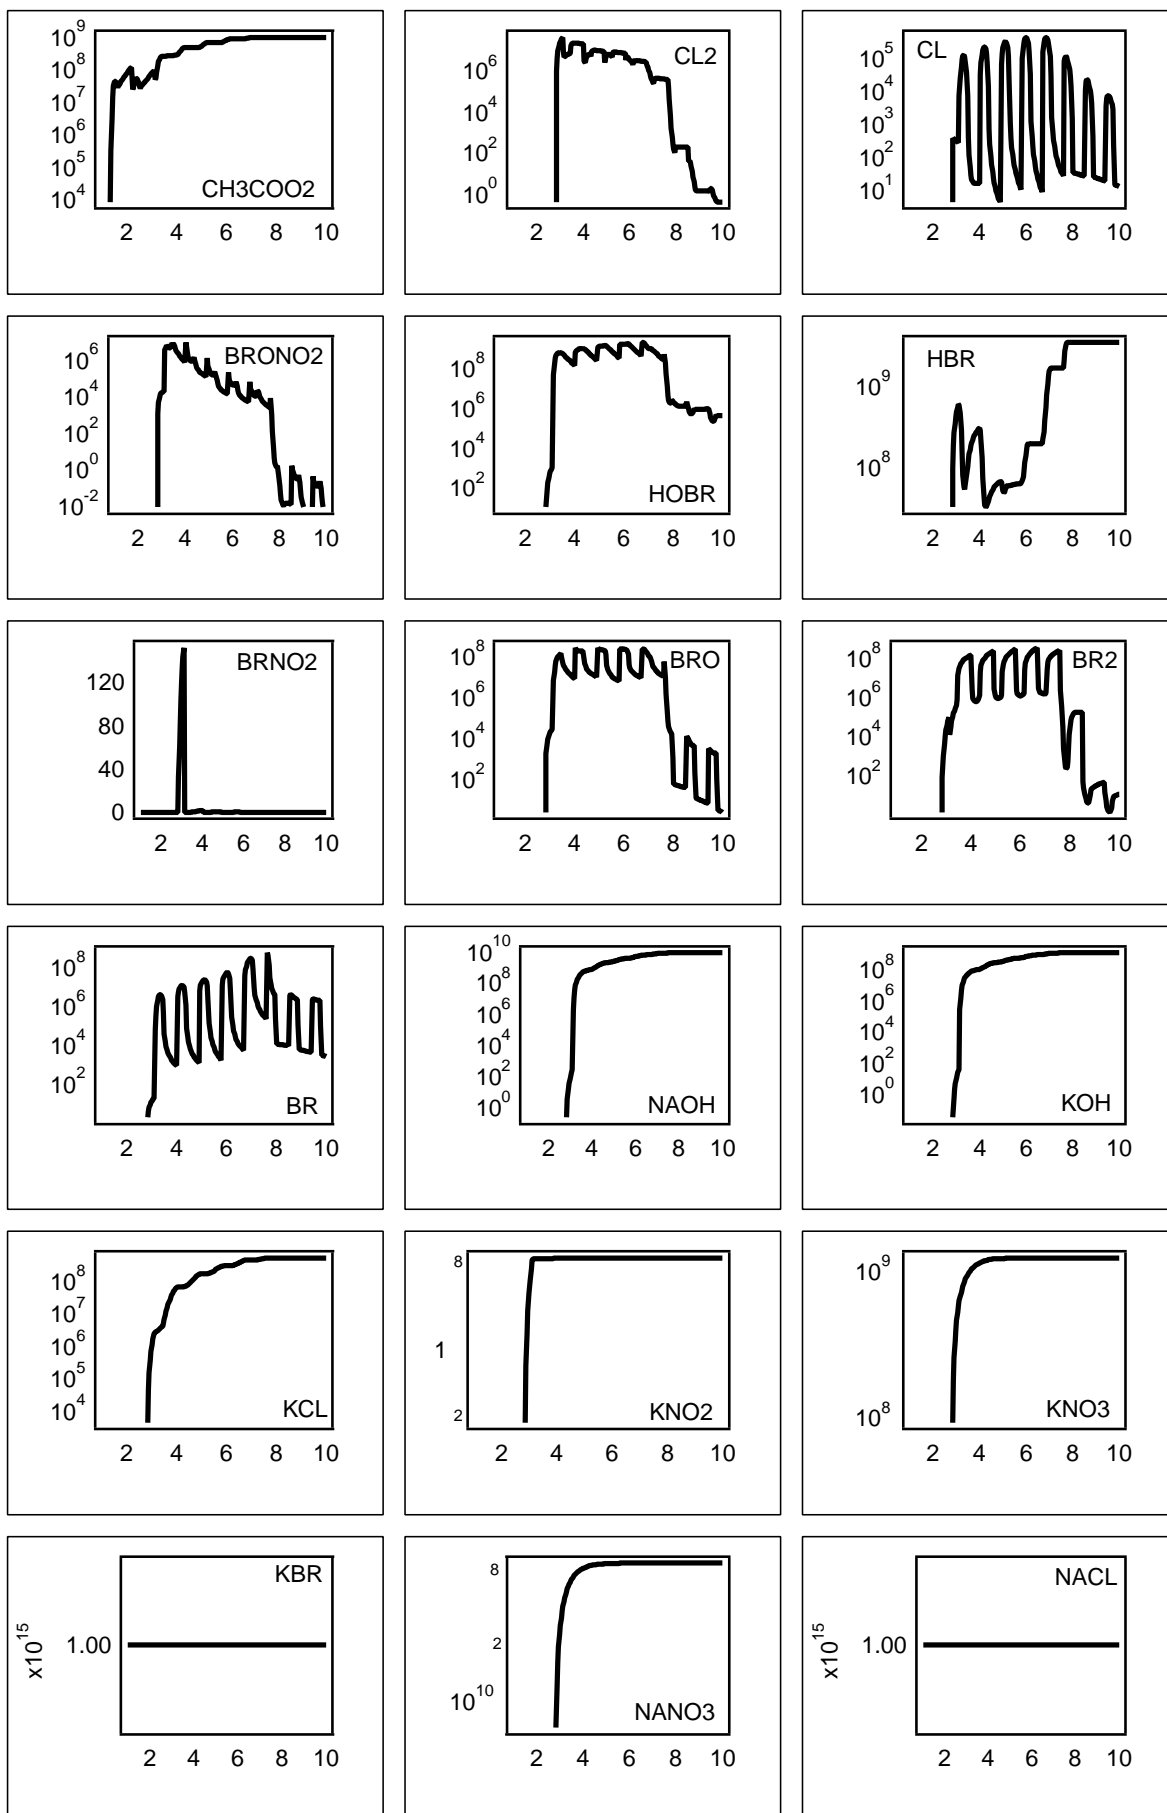 10^9
10^8
10^7
10^6
10^5
10^4
CH3COO2
2 4 6 8 10
10^6
10^4
10^2
10^0
CL2
2 4 6 8 10
10^5
10^4
10^3
10^2
10^1
CL
2 4 6 8 10
10^6
10^4
10^2
10^0
10^-2
BRONO2
2 4 6 8 10
10^8
10^6
10^4
10^2
HOBR
2 4 6 8 10
10^9
10^8
HBR
2 4 6 8 10
120
80
40
0
BRNO2
2 4 6 8 10
10^8
10^6
10^4
10^2
BRO
2 4 6 8 10
10^8
10^6
10^4
10^2
BR2
2 4 6 8 10
10^8
10^6
10^4
10^2
BR
2 4 6 8 10
10^10
10^8
10^6
10^4
10^2
10^0
NAOH
2 4 6 8 10
10^8
10^6
10^4
10^2
10^0
KOH
2 4 6 8 10
10^8
10^7
10^6
10^5
10^4
KCL
2 4 6 8 10
8
1
2
KNO2
2 4 6 8 10
10^9
10^8
KNO3
2 4 6 8 10
x10^15
1.00
KBR
2 4 6 8 10
8
2
10^10
NANO3
2 4 6 8 10
x10^15
1.00
NACL
2 4 6 8 10